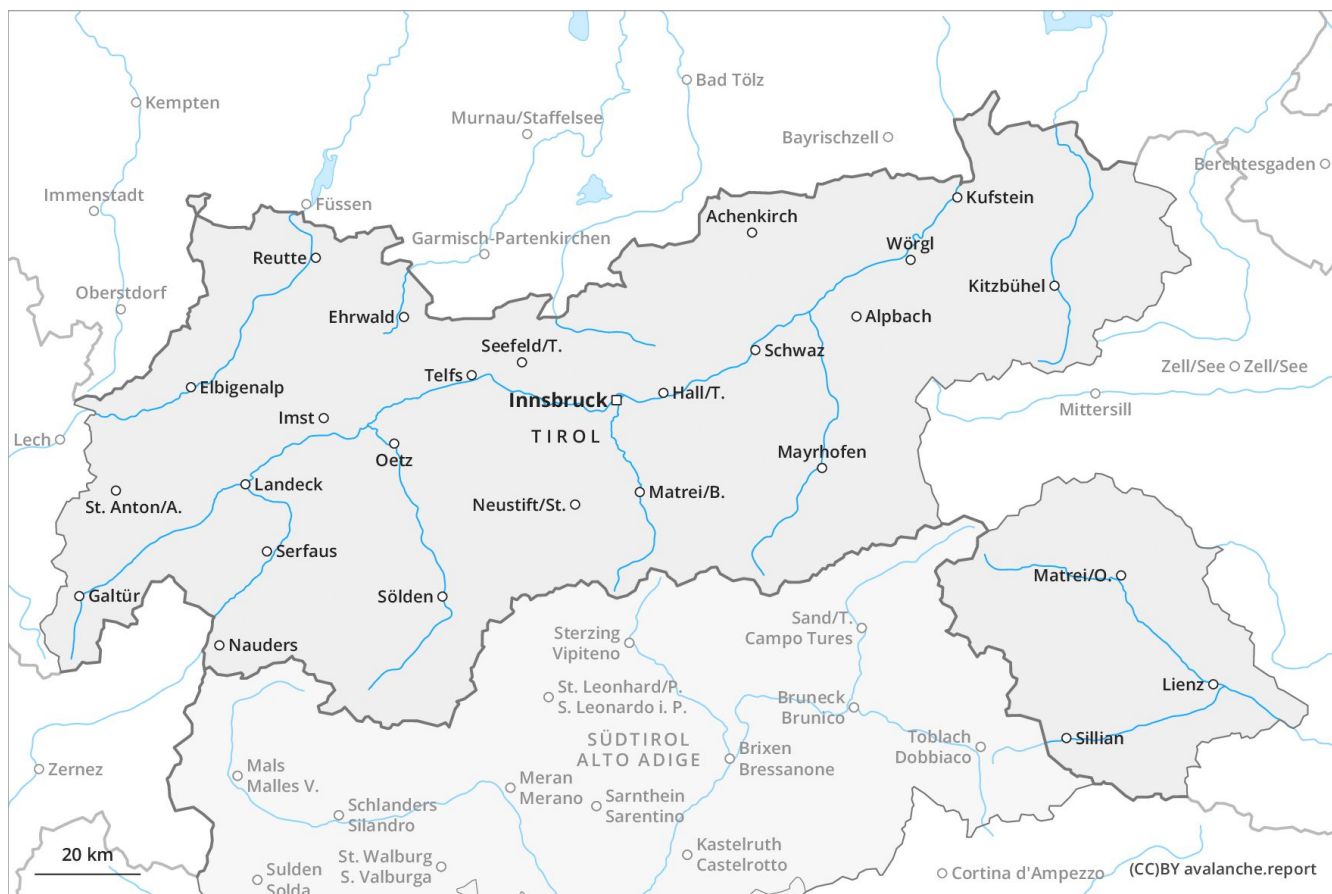 Bad Tölz
Kempten
Murnau/Staffelsee
Bayrischzell
Berchtesgaden
Immenstadt
Füssen
Kufstein
Achenkirch
Garmisch-Partenkirchen
Wörgl
Reutte
Kitzbühel
Oberstdorf
Ehrwald
Alpbach
Seefeld/T.
Schwaz
Zell/See
Zell/See
Telfs
Elbigenalp
Hall/T.
Innsbruck
Mittersill
Imst
TIROL
Lech
Mayrhofen
Oetz
Landeck
Matrei/B.
St. Anton/A.
Neustift/St.
Serfaus
Matrei/O.
Galtür
Sölden
Sand/T.
Campo Tures
Sterzing
Vipiteno
Nauders
Lienz
St. Leonhard/P.
S. Leonardo i. P.
Bruneck
Brunico
Sillian
SÜDTIROL
ALTO ADIGE
Toblach
Dobbiaco
Brixen
Bressanone
Zernez
Mals
Malles V.
Meran
Merano
Sarnthein
Sarentino
Schlanders
Silandro
Kastelruth
Castelrotto
20 km
St. Walburg
S. Valburga
Sulden
Solda
Cortina d'Ampezzo
(CC)BY avalanche.report